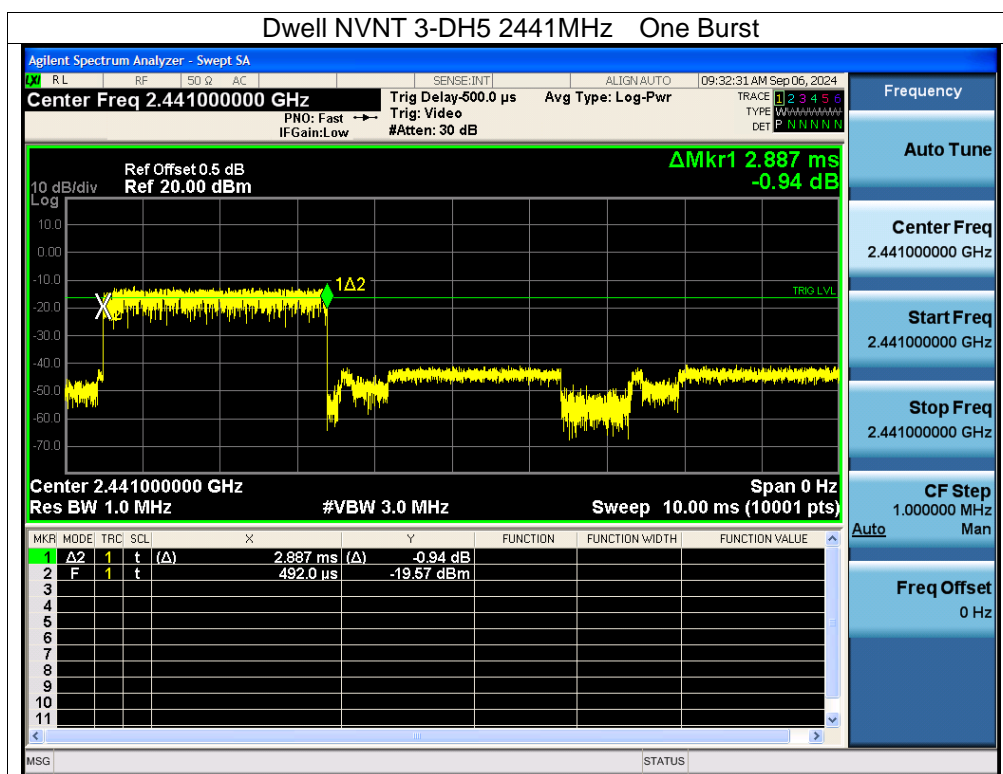 Dwell NVNT 3-DH5 2441MHz One Burst
Agilent Spectrum Analyzer - Swept SA
LXI RL RF 50 Ω AC SENSE:INT ALIGN AUTO 09:32:31 AM Sep 06, 2024
Center Freq 2.441000000 GHz
PNO: Fast
IFGain:Low
Trig Delay-500.0 µs
Trig: Video
#Atten: 30 dB
Avg Type: Log-Pwr
TRACE 1 2 3 4 5 6
TYPE WWWWWW
DET P N N N N N
Ref Offset 0.5 dB
Ref 20.00 dBm
10 dB/div
Log
ΔMkr1 2.887 ms
-0.94 dB
10.0
0.00
-10.0
-20.0
-30.0
-40.0
-50.0
-60.0
-70.0
1Δ2
TRIG LVL
Center 2.441000000 GHz Span 0 Hz
Res BW 1.0 MHz #VBW 3.0 MHz Sweep 10.00 ms (10001 pts)
MKR MODE TRC SCL X Y FUNCTION FUNCTION WIDTH FUNCTION VALUE
1 Δ2 1 t (Δ) 2.887 ms (Δ) -0.94 dB
2 F 1 t 492.0 µs -19.57 dBm
3
4
5
6
7
8
9
10
11
MSG STATUS
Frequency
Auto Tune
Center Freq
2.441000000 GHz
Start Freq
2.441000000 GHz
Stop Freq
2.441000000 GHz
CF Step
1.000000 MHz
Auto Man
Freq Offset
0 Hz